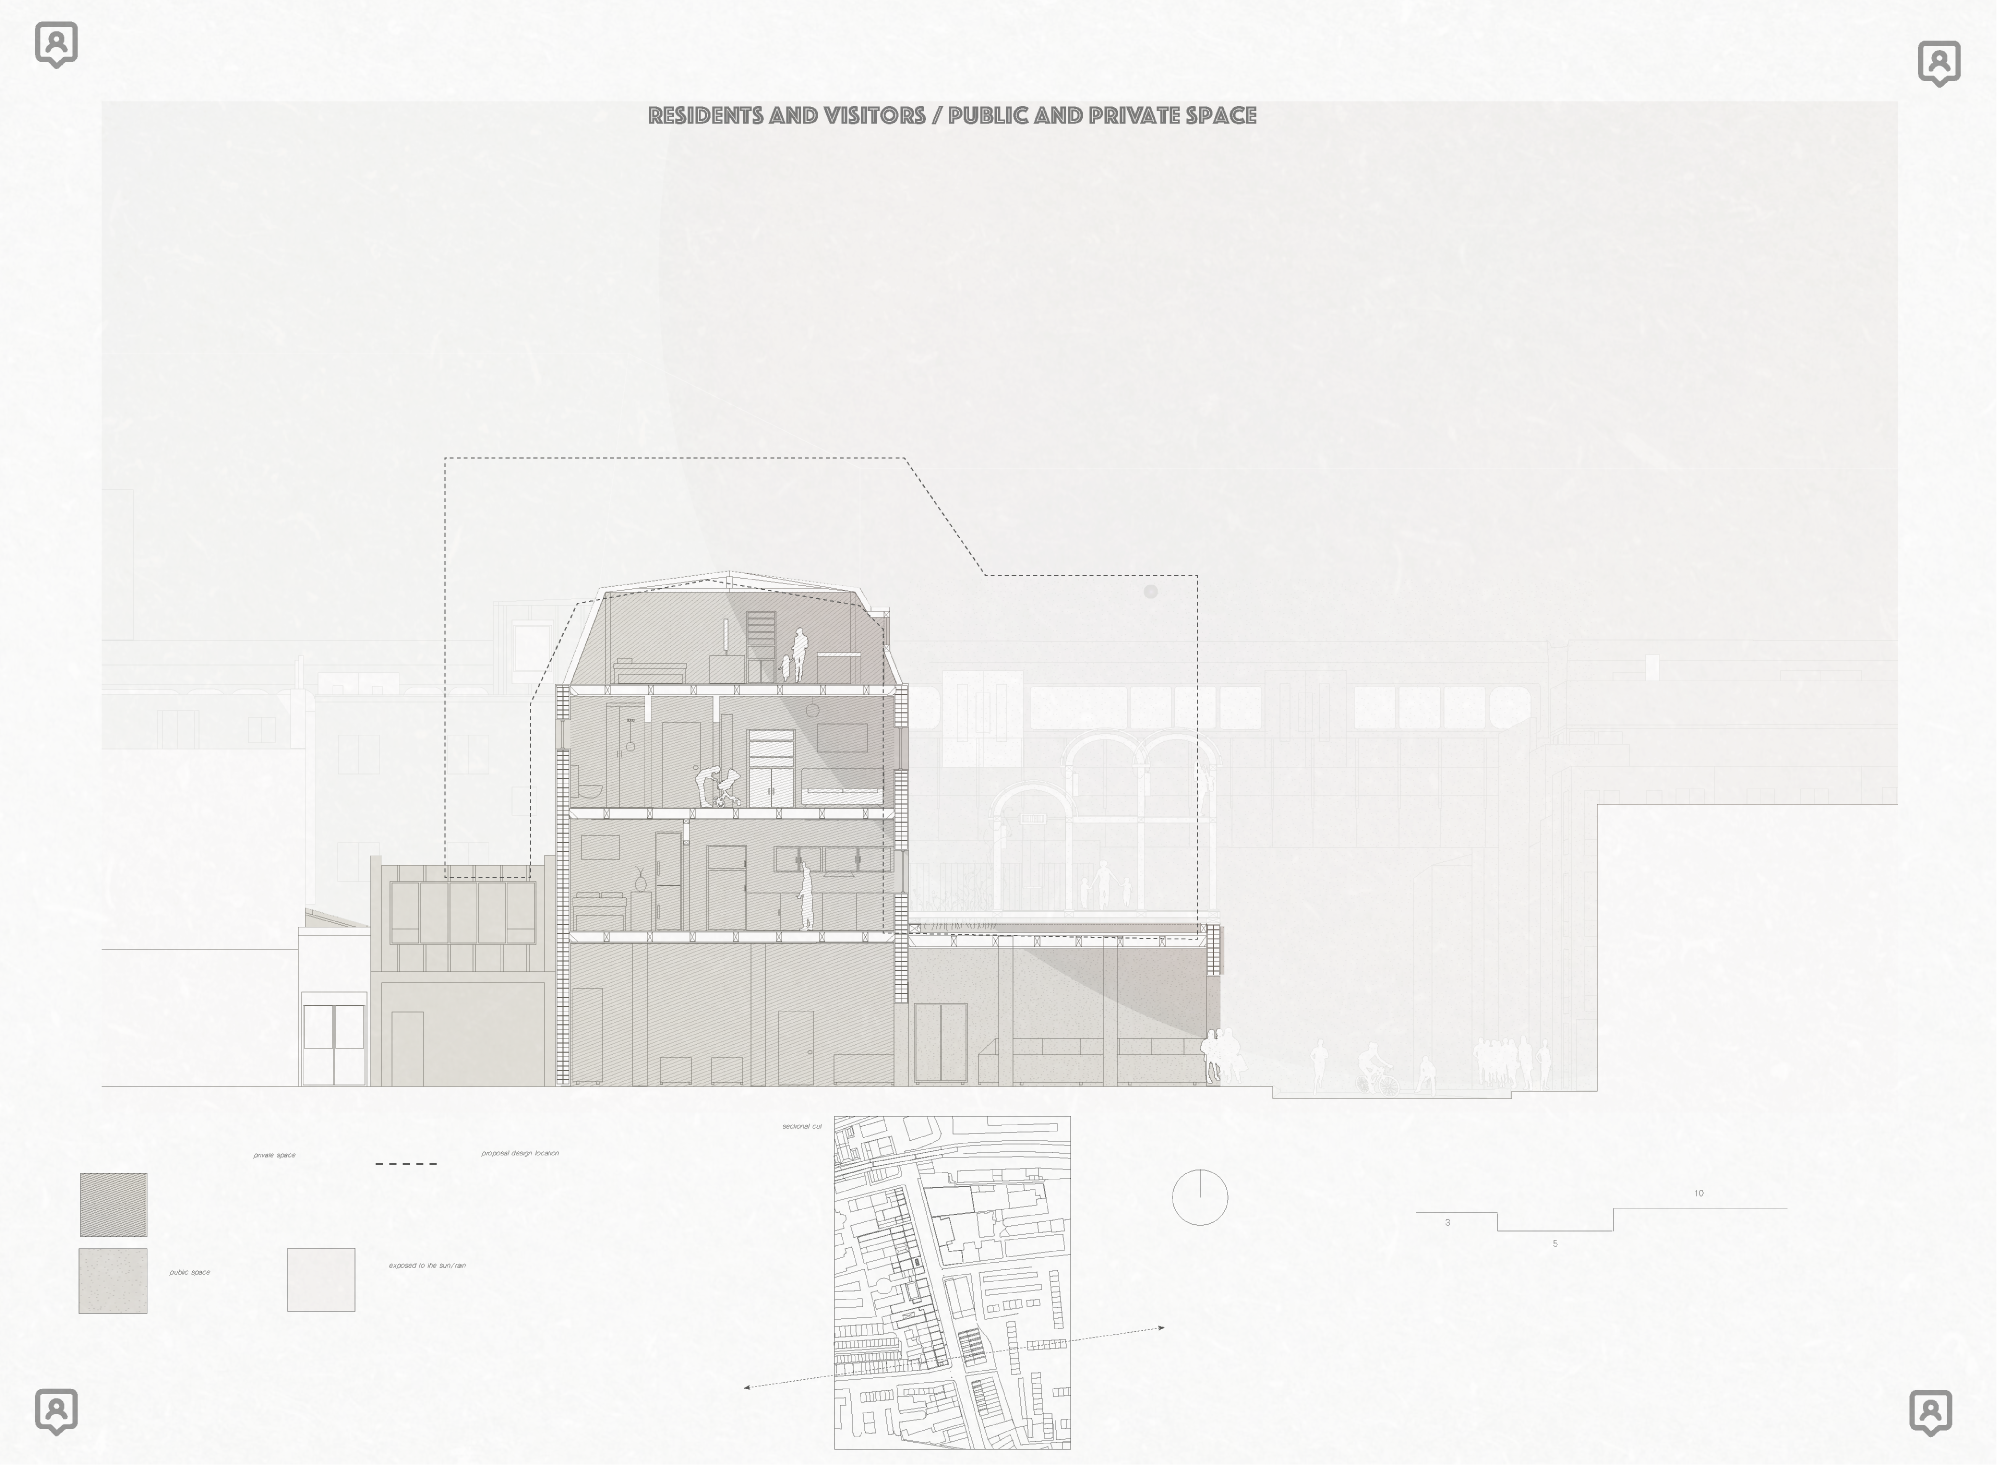 RESIDENTS AND VISITORS / PUBLIC AND PRIVATE SPACE
sectional cut
private space
proposal design location
10
3
5
public space
exposed to the sun/rain